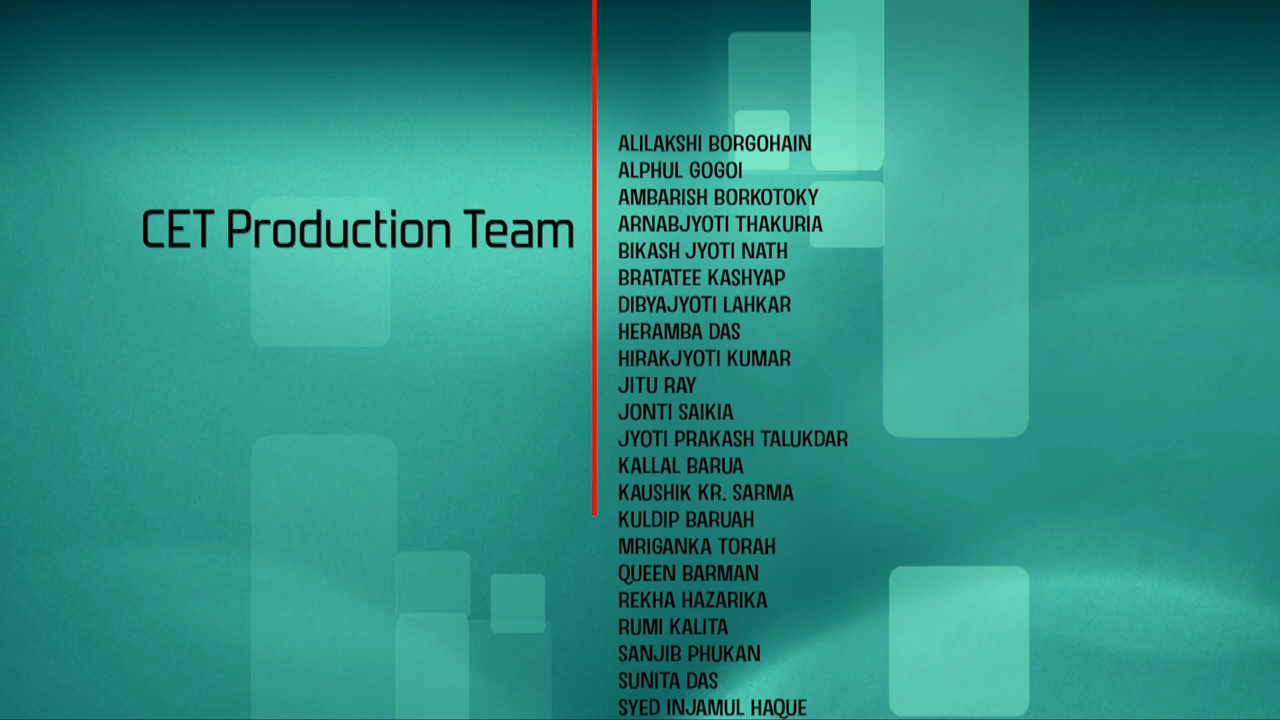 CET Production Team
ALILAKSHI BORGOHAIN
ALPHUL GOGOI
AMBARISH BORKOTOKY
ARNABJYOTI THAKURIA
BIKASH JYOTI NATH
BRATATEE KASHYAP
DIBYAJYOTI LAHKAR
HERAMBA DAS
HIRAKJYOTI KUMAR
JITU RAY
JONTI SAIKIA
JYOTI PRAKASH TALUKDAR
KALLAL BARUA
KAUSHIK KR. SARMA
KULDIP BARUAH
MRIGANKA TORAH
QUEEN BARMAN
REKHA HAZARIKA
RUMI KALITA
SANJIB PHUKAN
SUNITA DAS
SYED INJAMUL HAQUE